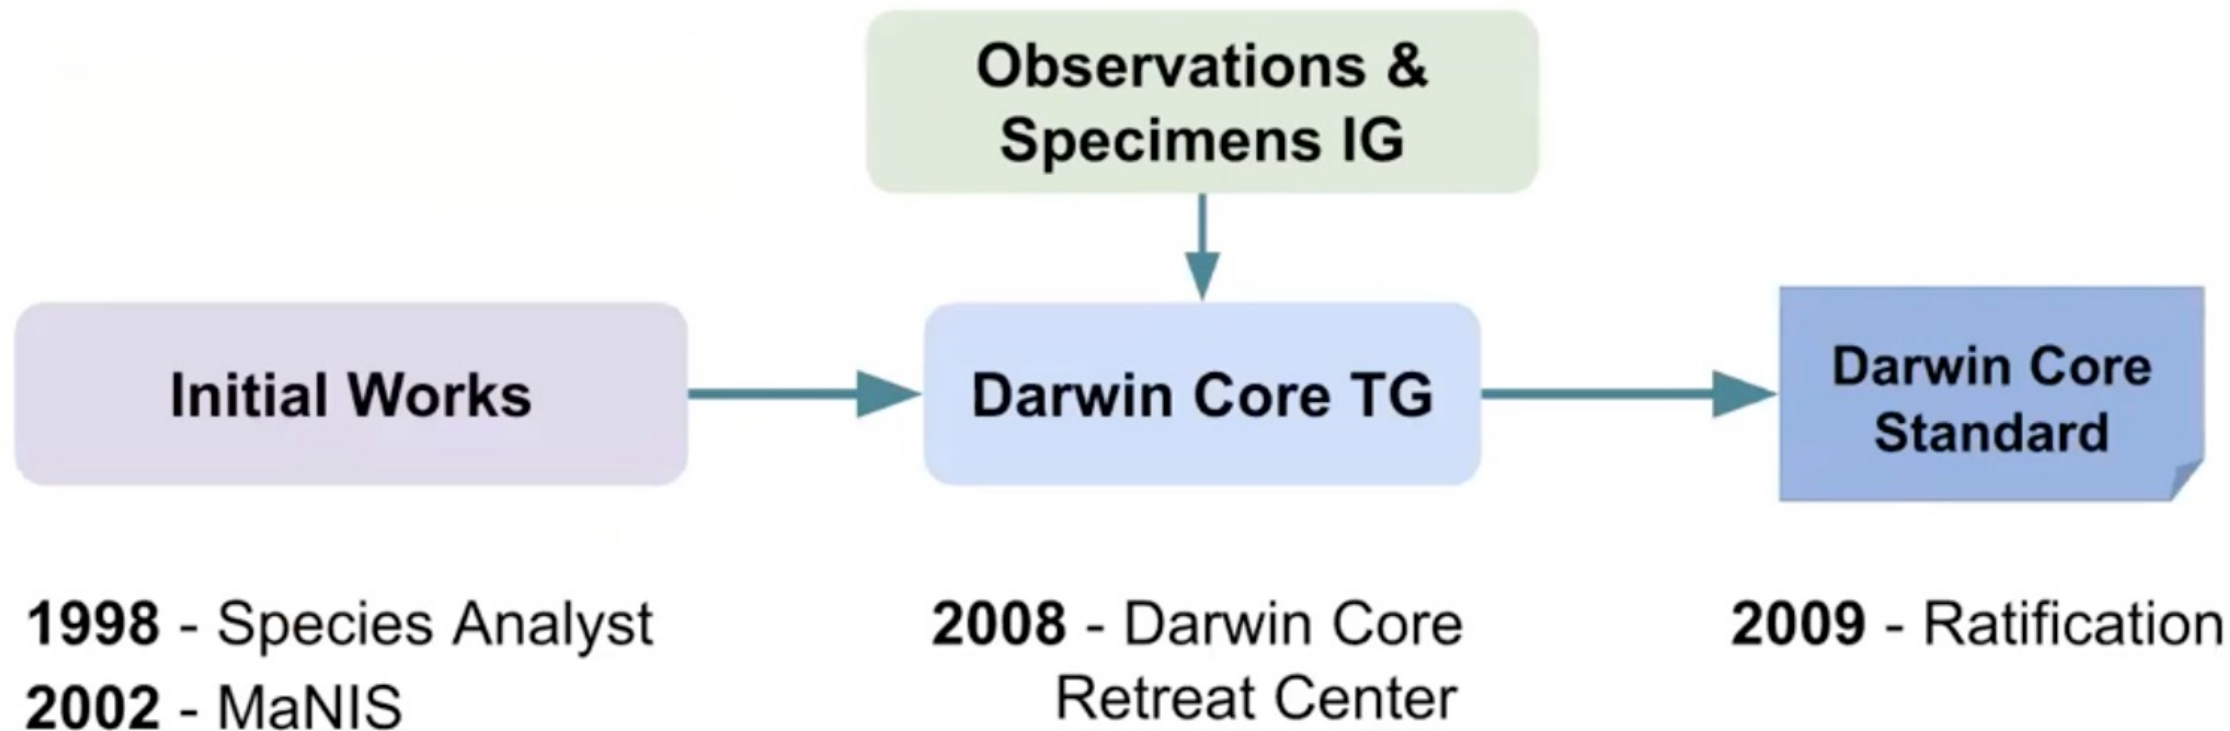 Observations &
Specimens IG
Initial Works
Darwin Core TG
Darwin Core
Standard
1998 - Species Analyst
2002 - MaNIS
2008 - Darwin Core
Retreat Center
2009 - Ratification